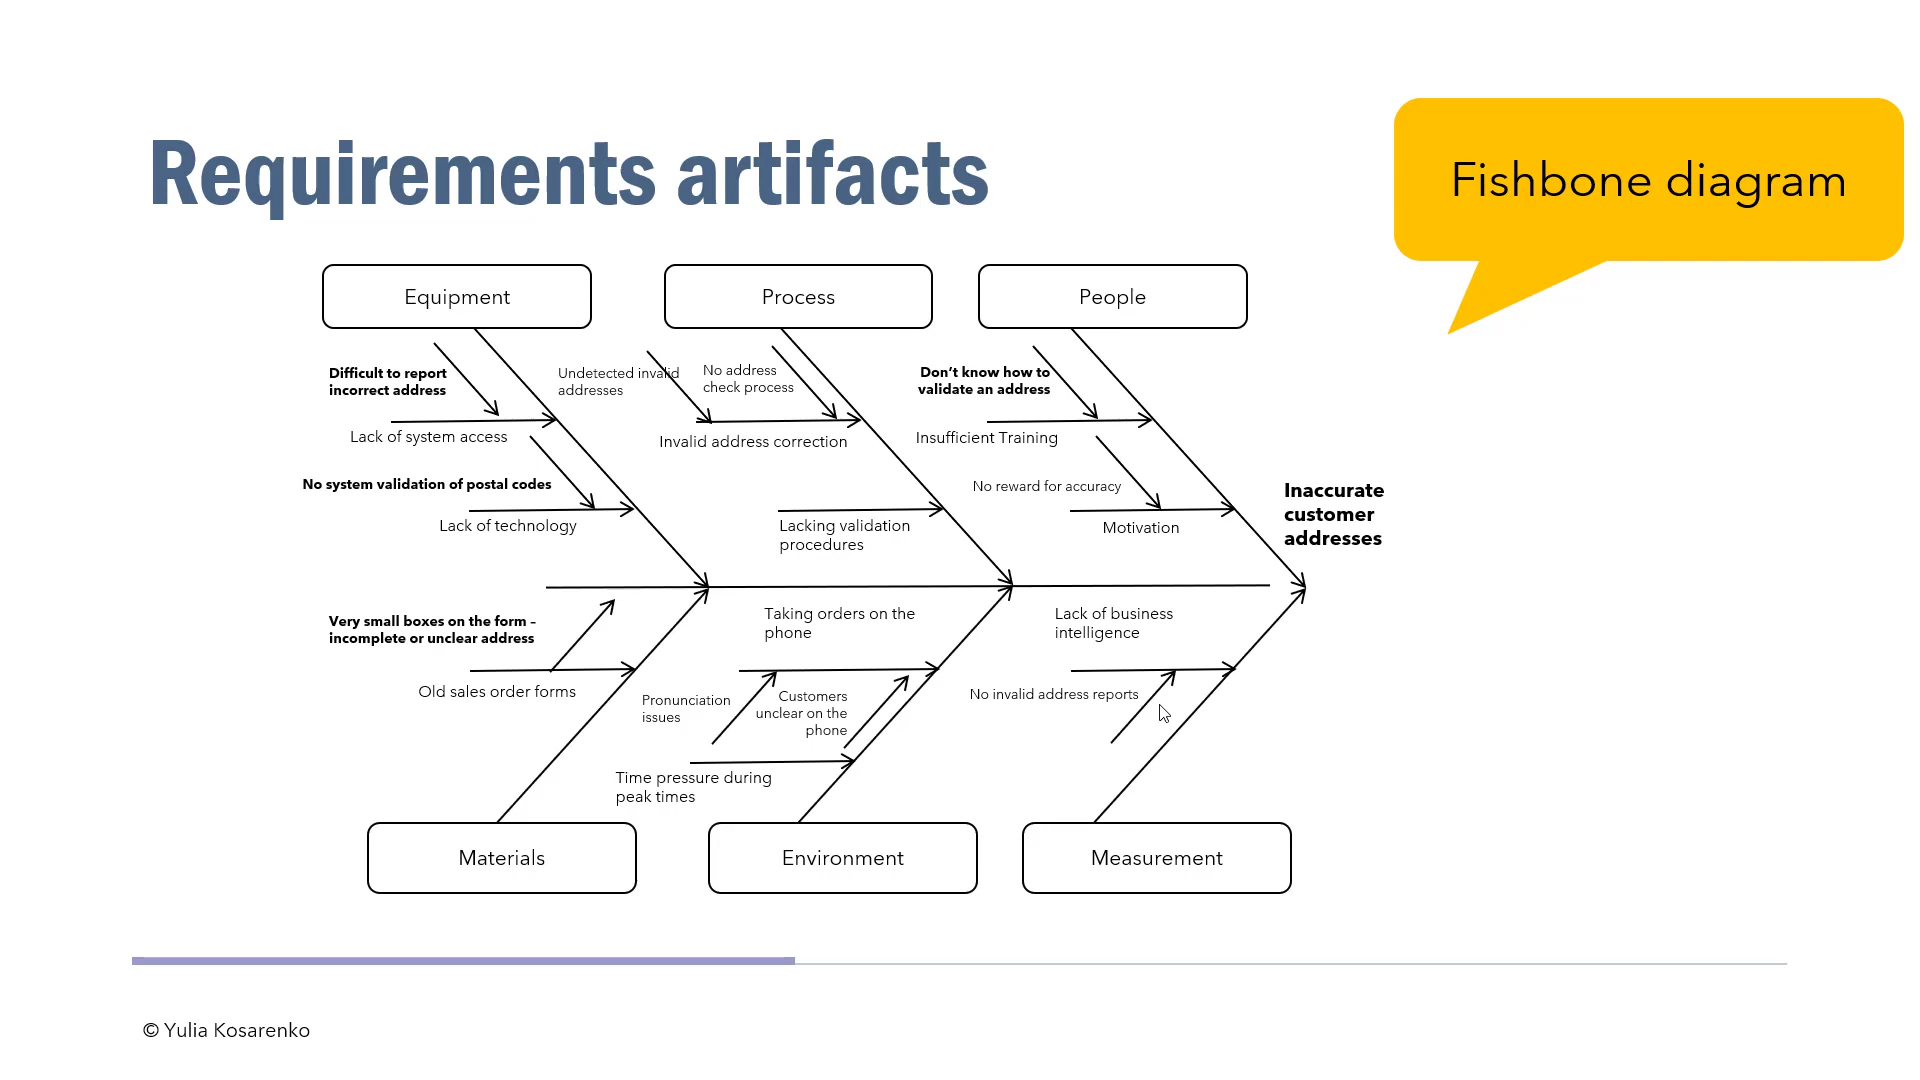 Requirements artifacts
Fishbone diagram
Equipment
Process
People
Difficult to report
incorrect address
Lack of system access
No system validation of postal codes
Lack of technology
Undetected invalid
addresses
No address
check process
Invalid address correction
Lacking validation
procedures
Don’t know how to
validate an address
Insufficient Training
No reward for accuracy
Motivation
Inaccurate
customer
addresses
Very small boxes on the form –
incomplete or unclear address
Old sales order forms
Taking orders on the
phone
Pronunciation
issues
Customers
unclear on the
phone
Time pressure during
peak times
Lack of business
intelligence
No invalid address reports
Materials
Environment
Measurement
© Yulia Kosarenko